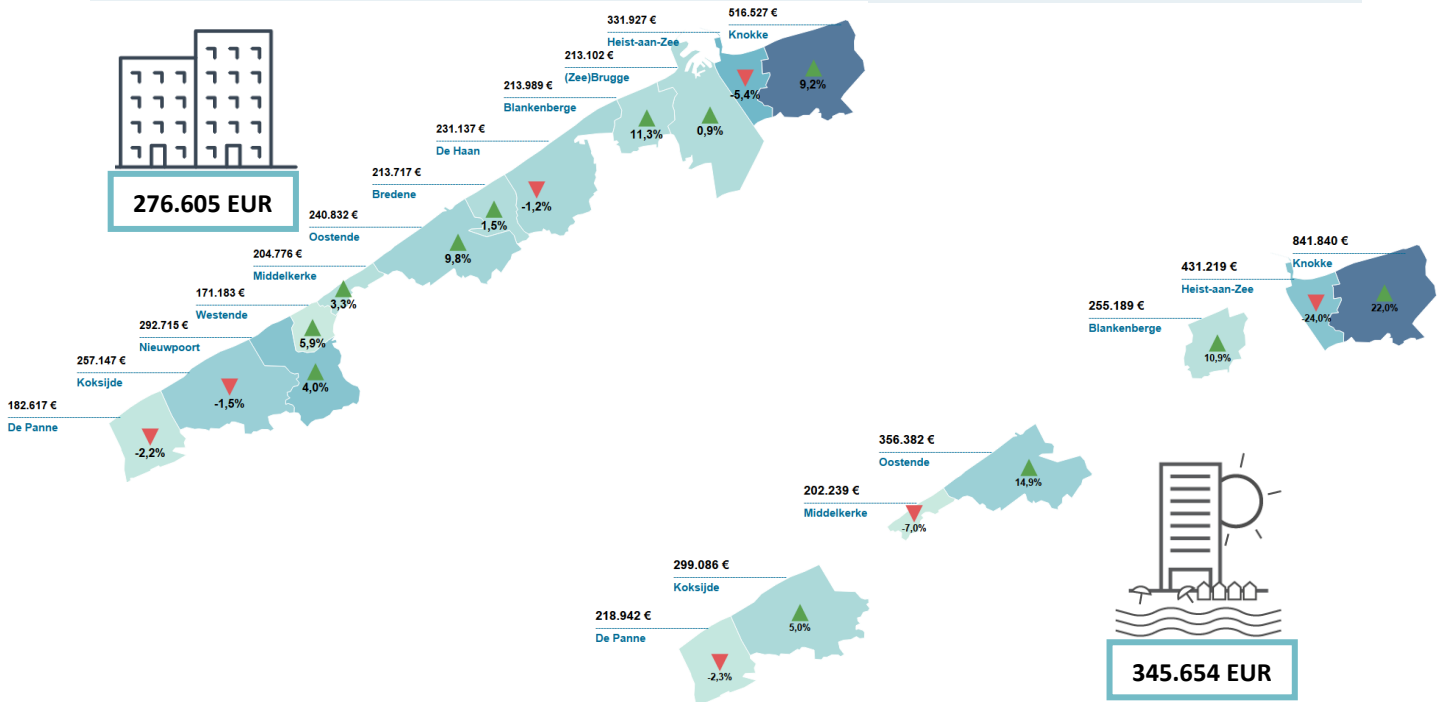 516.527 €
Knokke
9,2%
331.927 €
Heist-aan-Zee
-5,4%
213.102 €
(Zee)Brugge
0,9%
213.989 €
Blankenberge
11,3%
231.137 €
De Haan
-1,2%
213.717 €
Bredene
1,5%
240.832 €
Oostende
9,8%
204.776 €
Middelkerke
3,3%
171.183 €
Westende
5,9%
292.715 €
Nieuwpoort
4,0%
257.147 €
Koksijde
-1,5%
182.617 €
De Panne
-2,2%
276.605 EUR
841.840 €
Knokke
22,0%
431.219 €
Heist-aan-Zee
-24,0%
255.189 €
Blankenberge
10,9%
356.382 €
Oostende
14,9%
202.239 €
Middelkerke
-7,0%
299.086 €
Koksijde
5,0%
218.942 €
De Panne
-2,3%
345.654 EUR